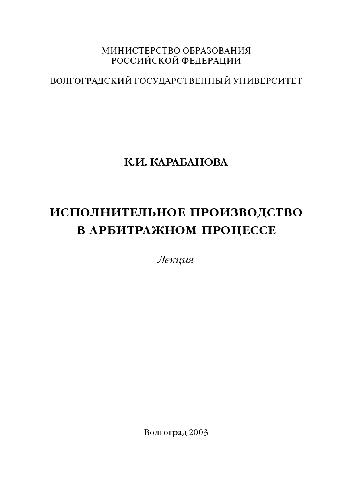 МИНИСТЕРСТВО ОБРАЗОВАНИЯ
РОССИЙСКОЙ ФЕДЕРАЦИИ
ВОЛГОГРАДСКИЙ ГОСУДАРСТВЕННЫЙ УНИВЕРСИТЕТ
К.И. КАРАБАНОВА
ИСПОЛНИТЕЛЬНОЕ ПРОИЗВОДСТВО
В АРБИТРАЖНОМ ПРОЦЕССЕ
Лекция
Волгоград 2003